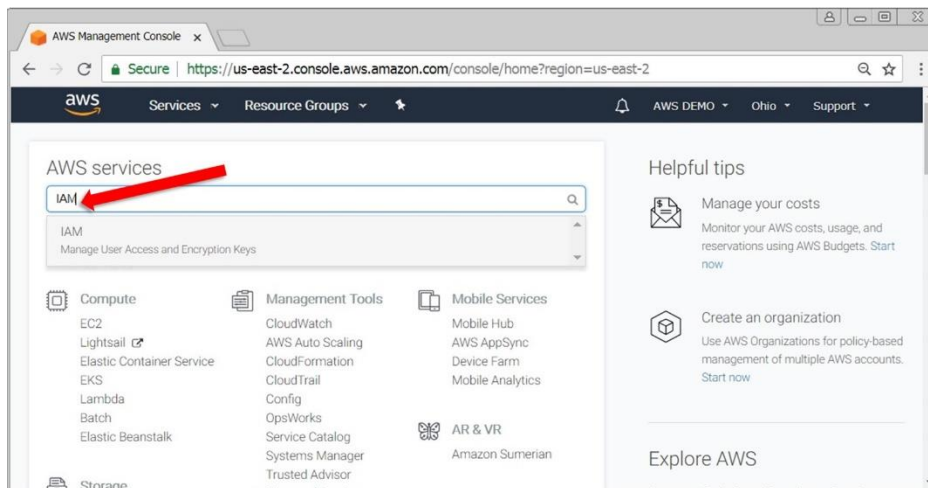 AWS Management Console
Secure https://us-east-2.console.aws.amazon.com/console/home?region=us-east-2
aws Services Resource Groups AWS DEMO Ohio Support
AWS services
IAM
IAM
Manage User Access and Encryption Keys
Compute
EC2
Lightsail
Elastic Container Service
EKS
Lambda
Batch
Elastic Beanstalk
Storage
Management Tools
CloudWatch
AWS Auto Scaling
CloudFormation
CloudTrail
Config
OpsWorks
Service Catalog
Systems Manager
Trusted Advisor
Mobile Services
Mobile Hub
AWS AppSync
Device Farm
Mobile Analytics
AR & VR
Amazon Sumerian
Helpful tips
Manage your costs
Monitor your AWS costs, usage, and
reservations using AWS Budgets. Start
now
Create an organization
Use AWS Organizations for policy-based
management of multiple AWS accounts.
Start now
Explore AWS